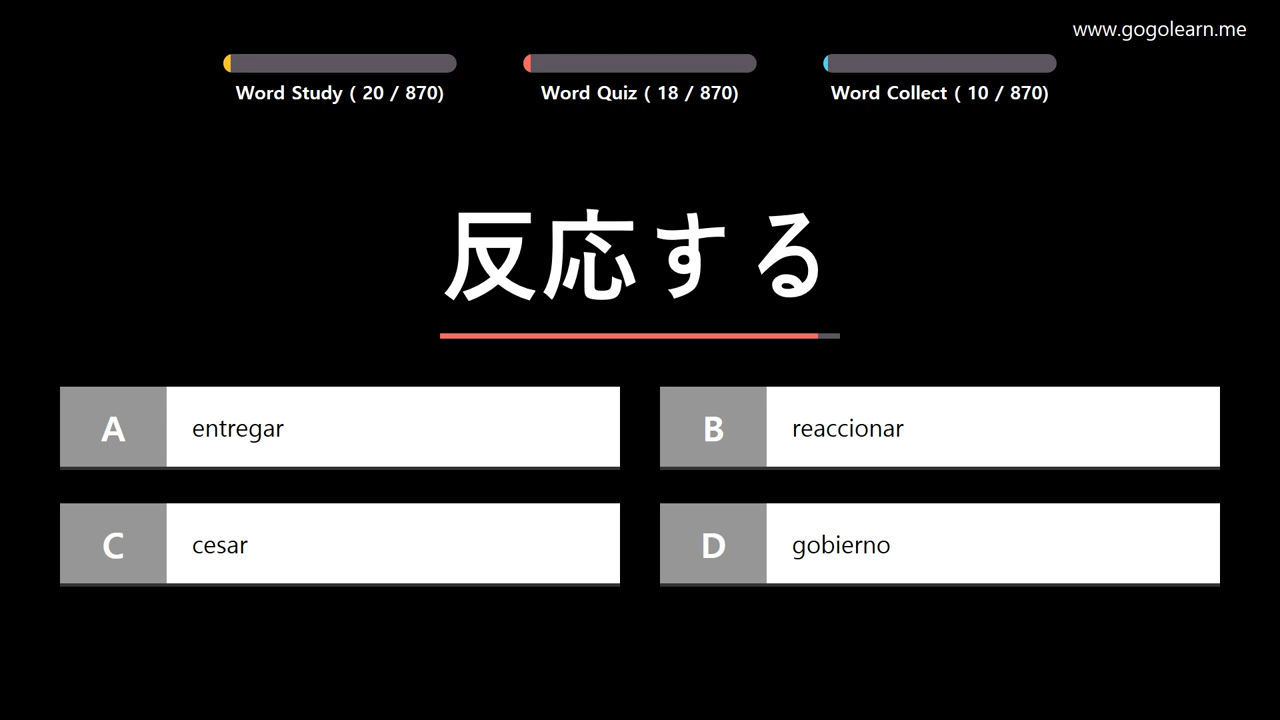 www.gogolearn.me
Word Study ( 20 / 870)
Word Quiz ( 18 / 870)
Word Collect ( 10 / 870)
反応する
A entregar
B reaccionar
C cesar
D gobierno